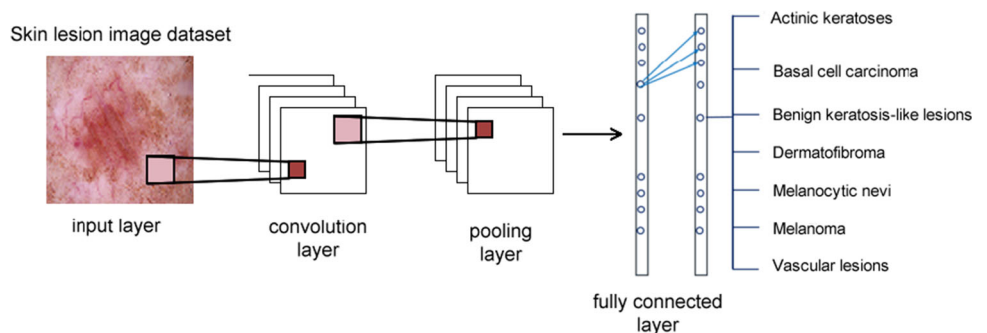 Skin lesion image dataset
input layer
convolution
layer
pooling
layer
fully connected
layer
Actinic keratoses
Basal cell carcinoma
Benign keratosis-like lesions
Dermatofibroma
Melanocytic nevi
Melanoma
Vascular lesions